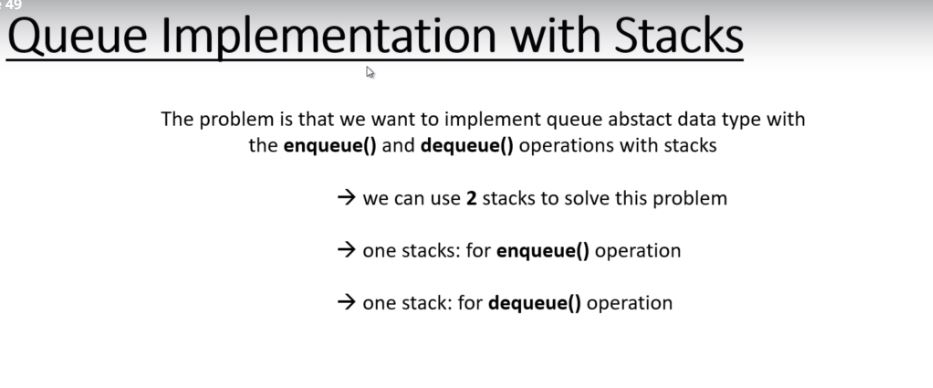 49
Queue Implementation with Stacks
The problem is that we want to implement queue abstact data type with
the enqueue() and dequeue() operations with stacks
→ we can use 2 stacks to solve this problem
→ one stacks: for enqueue() operation
→ one stack: for dequeue() operation